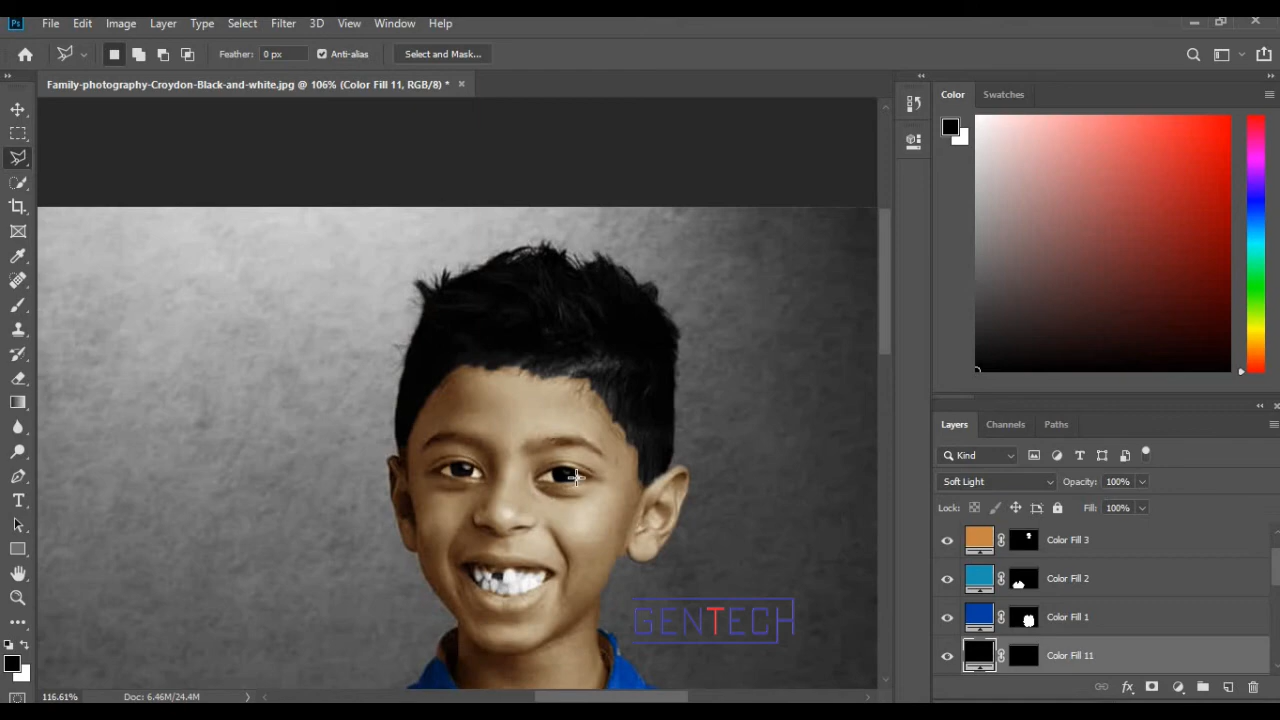 Ps File Edit Image Layer Type Select Filter 3D View Window Help
Feather: 0 px Anti-alias Select and Mask...
Family-photography-Croydon-Black-and-white.jpg @ 106% (Color Fill 11, RGB/8) *
Color Swatches
Layers Channels Paths
Kind
Soft Light Opacity: 100%
Lock: Fill: 100%
Color Fill 3
Color Fill 2
Color Fill 1
Color Fill 11
GENTECH
116.61% Doc: 6.46M/24.4M